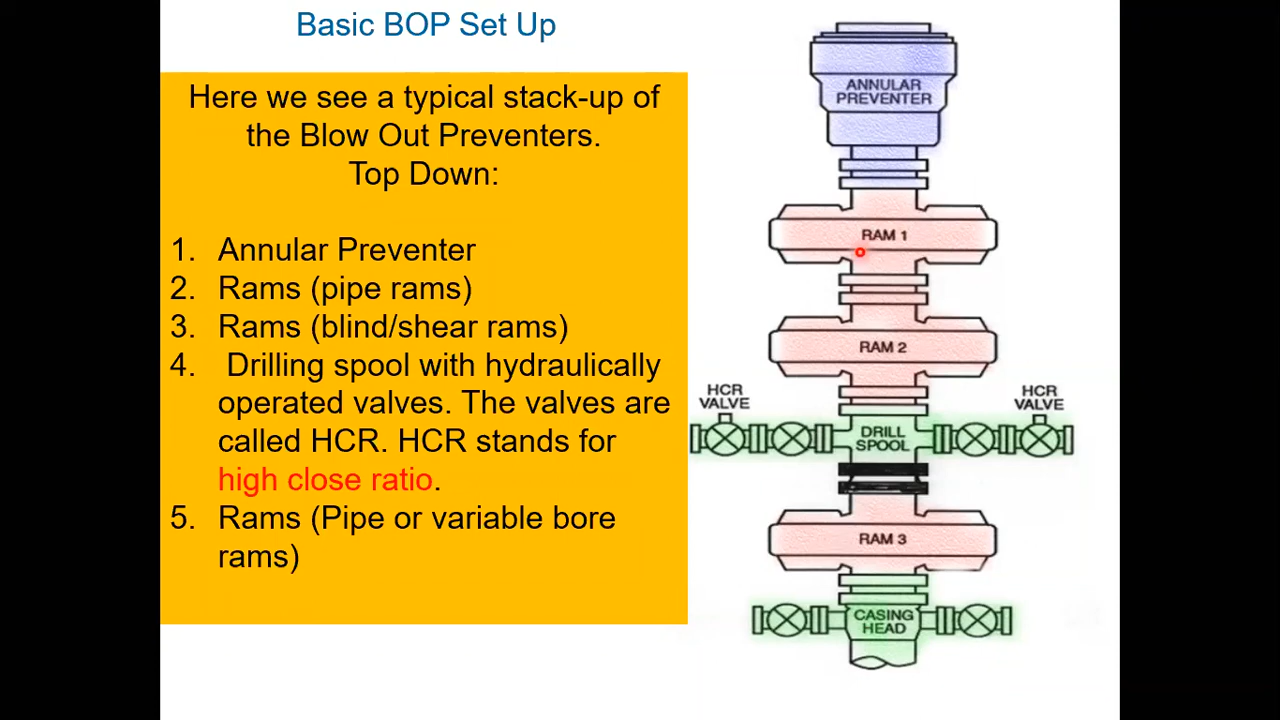 Basic BOP Set Up
Here we see a typical stack-up of
the Blow Out Preventers.
Top Down:
1. Annular Preventer
2. Rams (pipe rams)
3. Rams (blind/shear rams)
4. Drilling spool with hydraulically
operated valves. The valves are
called HCR. HCR stands for
high close ratio.
5. Rams (Pipe or variable bore
rams)
ANNULAR
PREVENTER
RAM 1
RAM 2
HCR
VALVE
HCR
VALVE
DRILL
SPOOL
RAM 3
CASING
HEAD